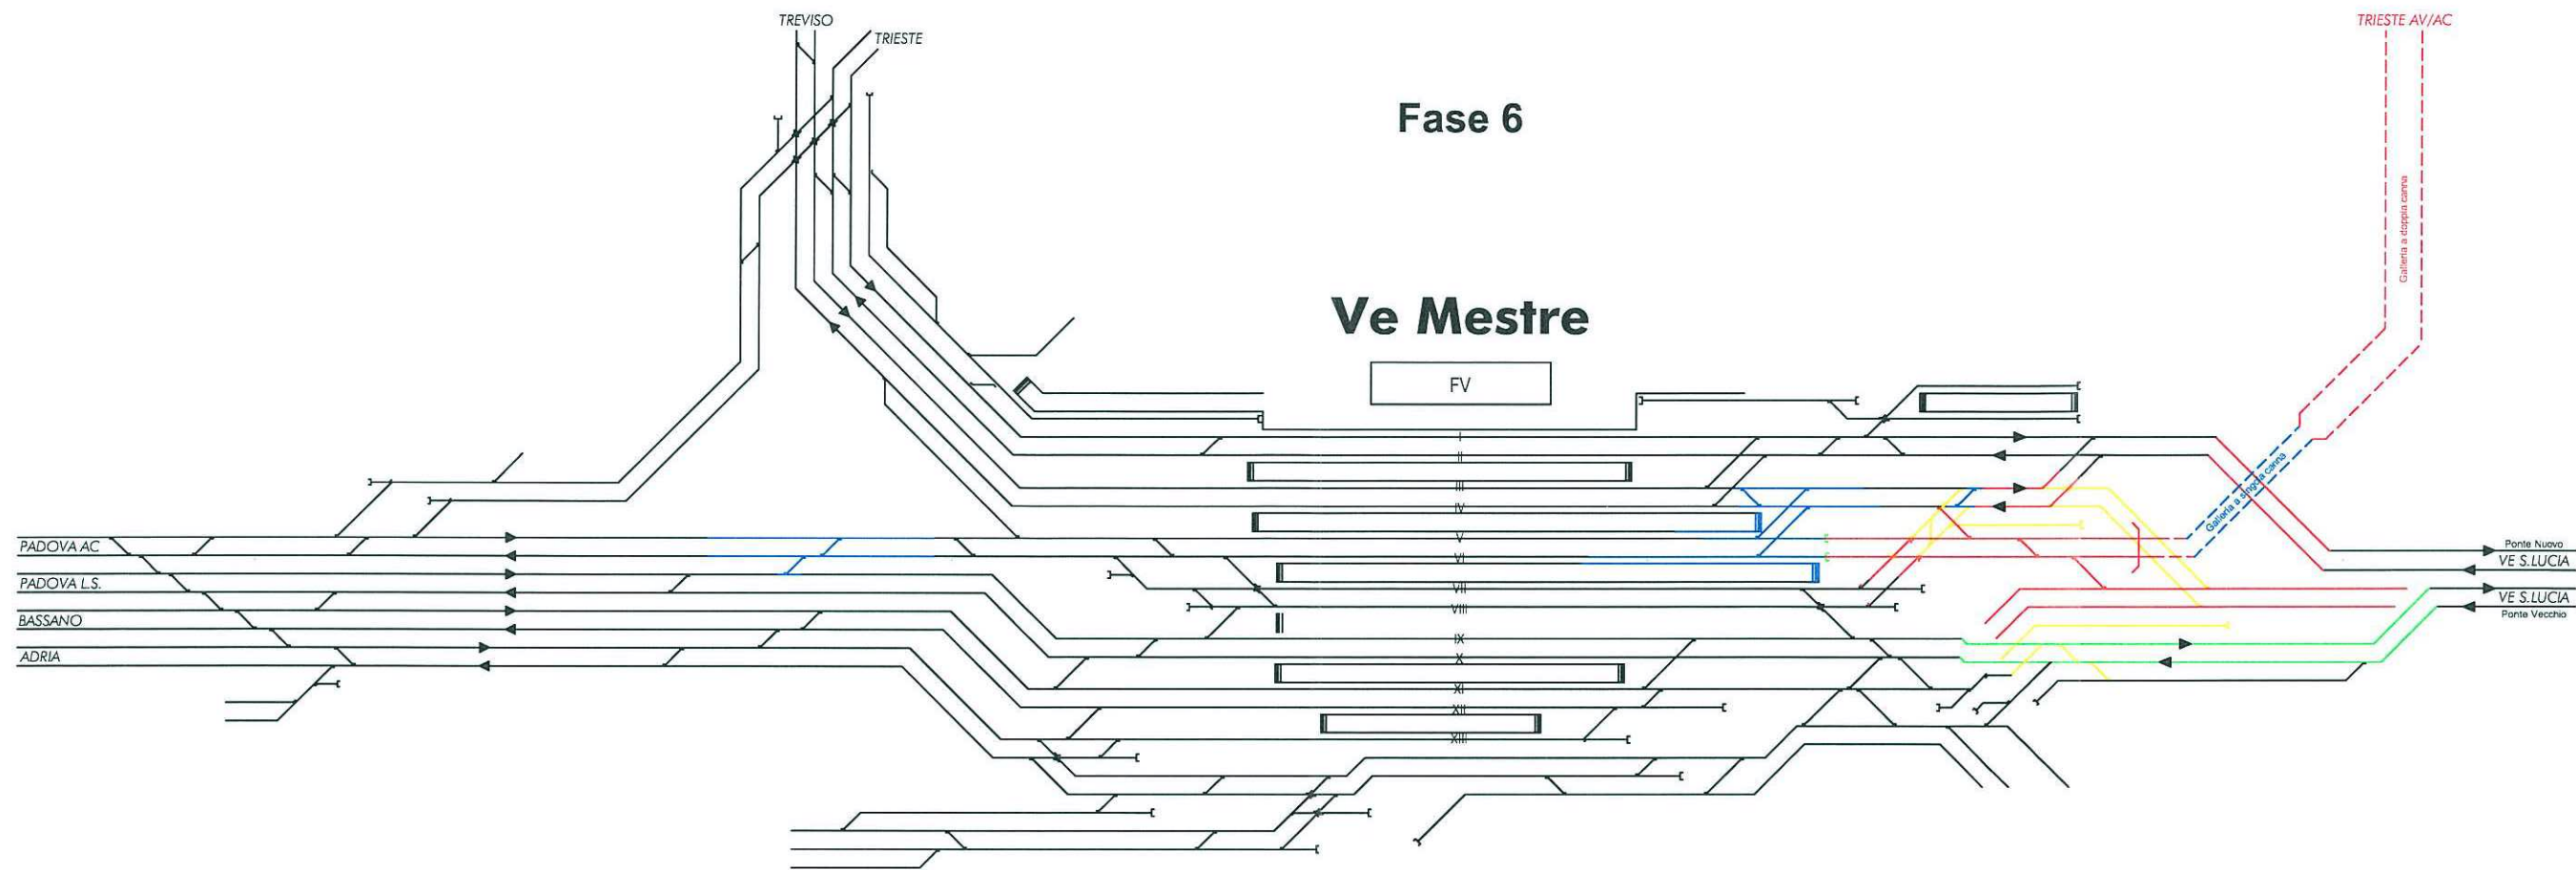 TREVISO
TRIESTE
TRIESTE AV/AC
Fase 6
Galleria a doppia canna
Ve Mestre
FV
I
II
III
IV
V
VI
VII
VIII
IX
X
XI
XII
XIII
Galleria a singola canna
PADOVA AC
PADOVA L.S.
BASSANO
ADRIA
Ponte Nuovo
VE S.LUCIA
VE S.LUCIA
Ponte Vecchio